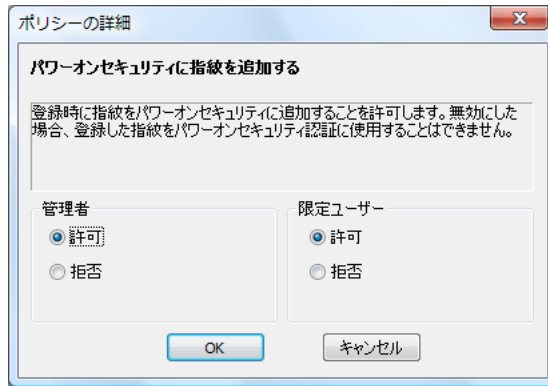 ポリシーの詳細
パワーオンセキュリティに指紋を追加する
登録時に指紋をパワーオンセキュリティに追加することを許可します。無効にした
場合、登録した指紋をパワーオンセキュリティ認証に使用することはできません。
管理者
許可
拒否
限定ユーザー
許可
拒否
OK
キャンセル